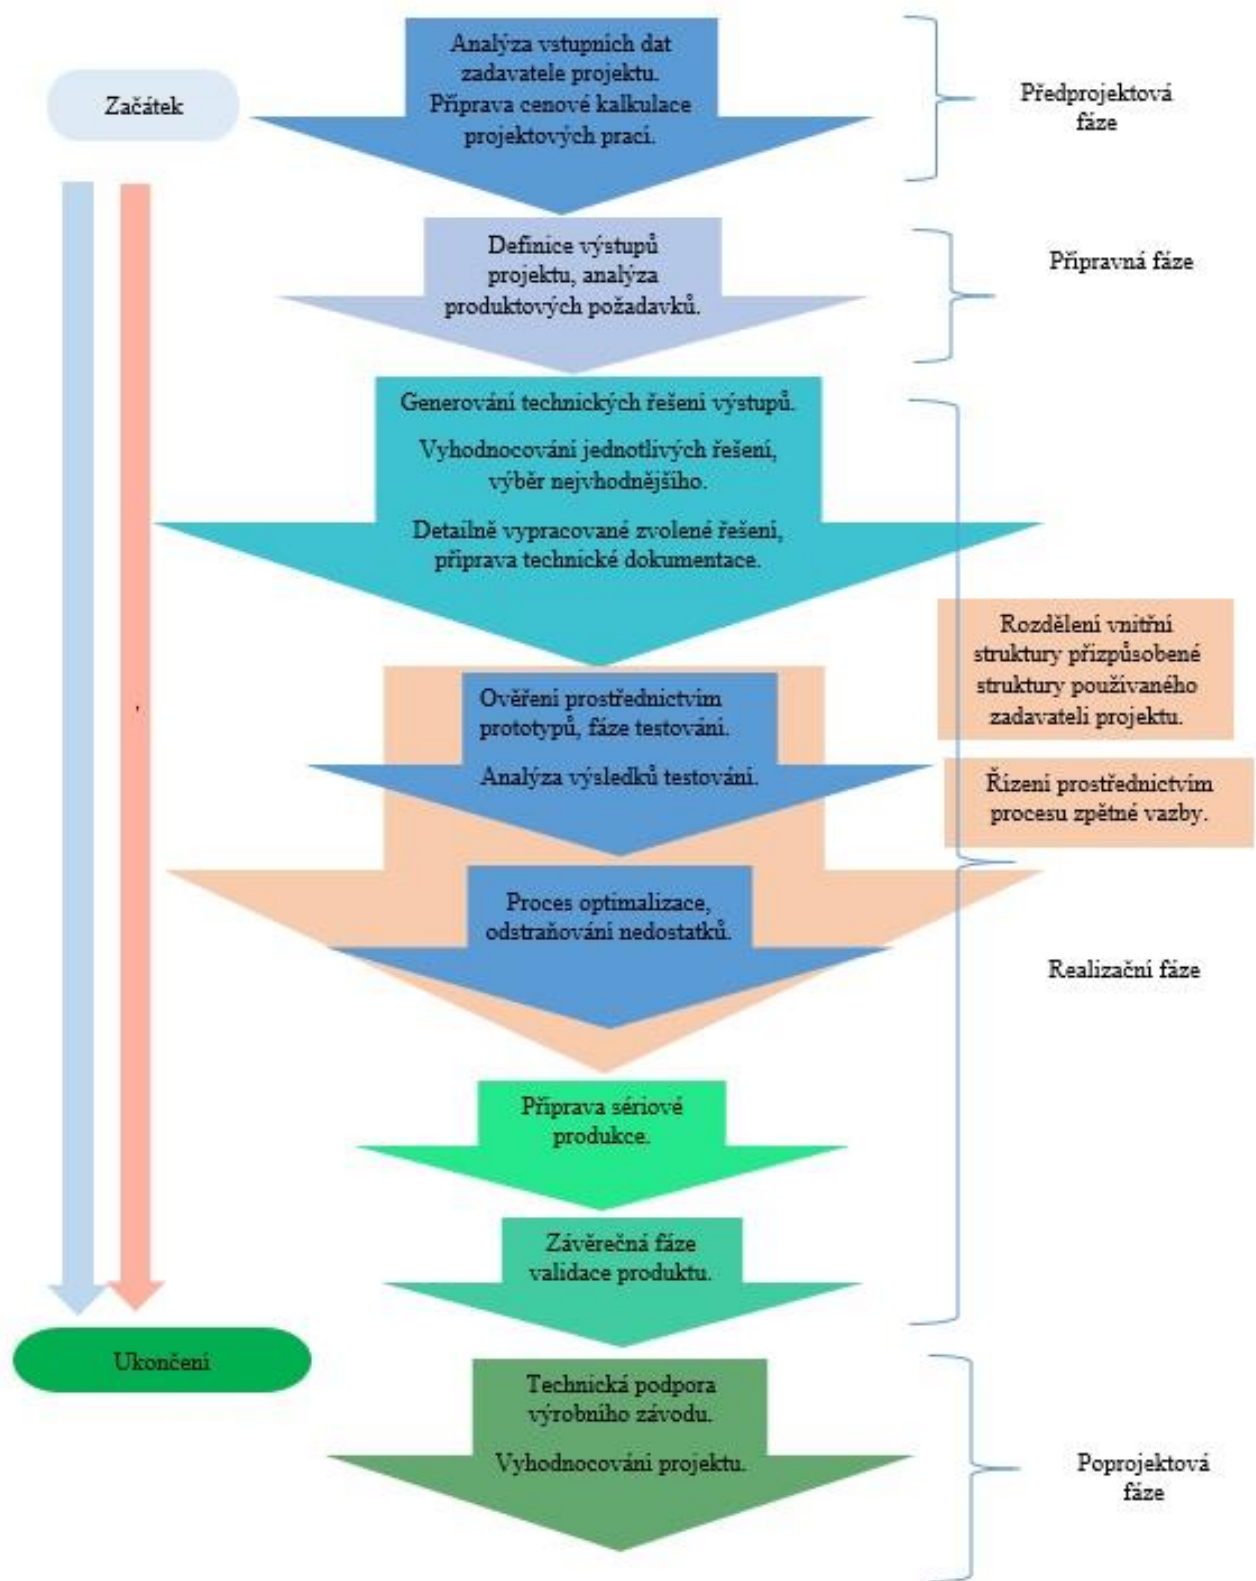 Začátek
Analýza vstupních dat
zadavatele projektu.
Příprava cenové kalkulace
projektových prací.
Předprojektová
fáze
Definice výstupů
projektu, analýza
produktových požadavků.
Přípravná fáze
Generování technických řešení výstupů.
Vyhodnocování jednotlivých řešení,
výběr nejvhodnějšího.
Detailně vypracované zvolené řešení,
příprava technické dokumentace.
Rozdělení vnitřní
struktury přizpůsobené
struktury používaného
zadavateli projektu.
Ověření prostřednictvím
prototypů, fáze testování.
Analýza výsledků testování.
Řízení prostřednictvím
procesu zpětné vazby.
Proces optimalizace,
odstraňování nedostatků.
Realizační fáze
Příprava sériové
produkce.
Závěrečná fáze
validace produktu.
Ukončení
Technická podpora
výrobního závodu.
Vyhodnocování projektu.
Poprojektová
fáze